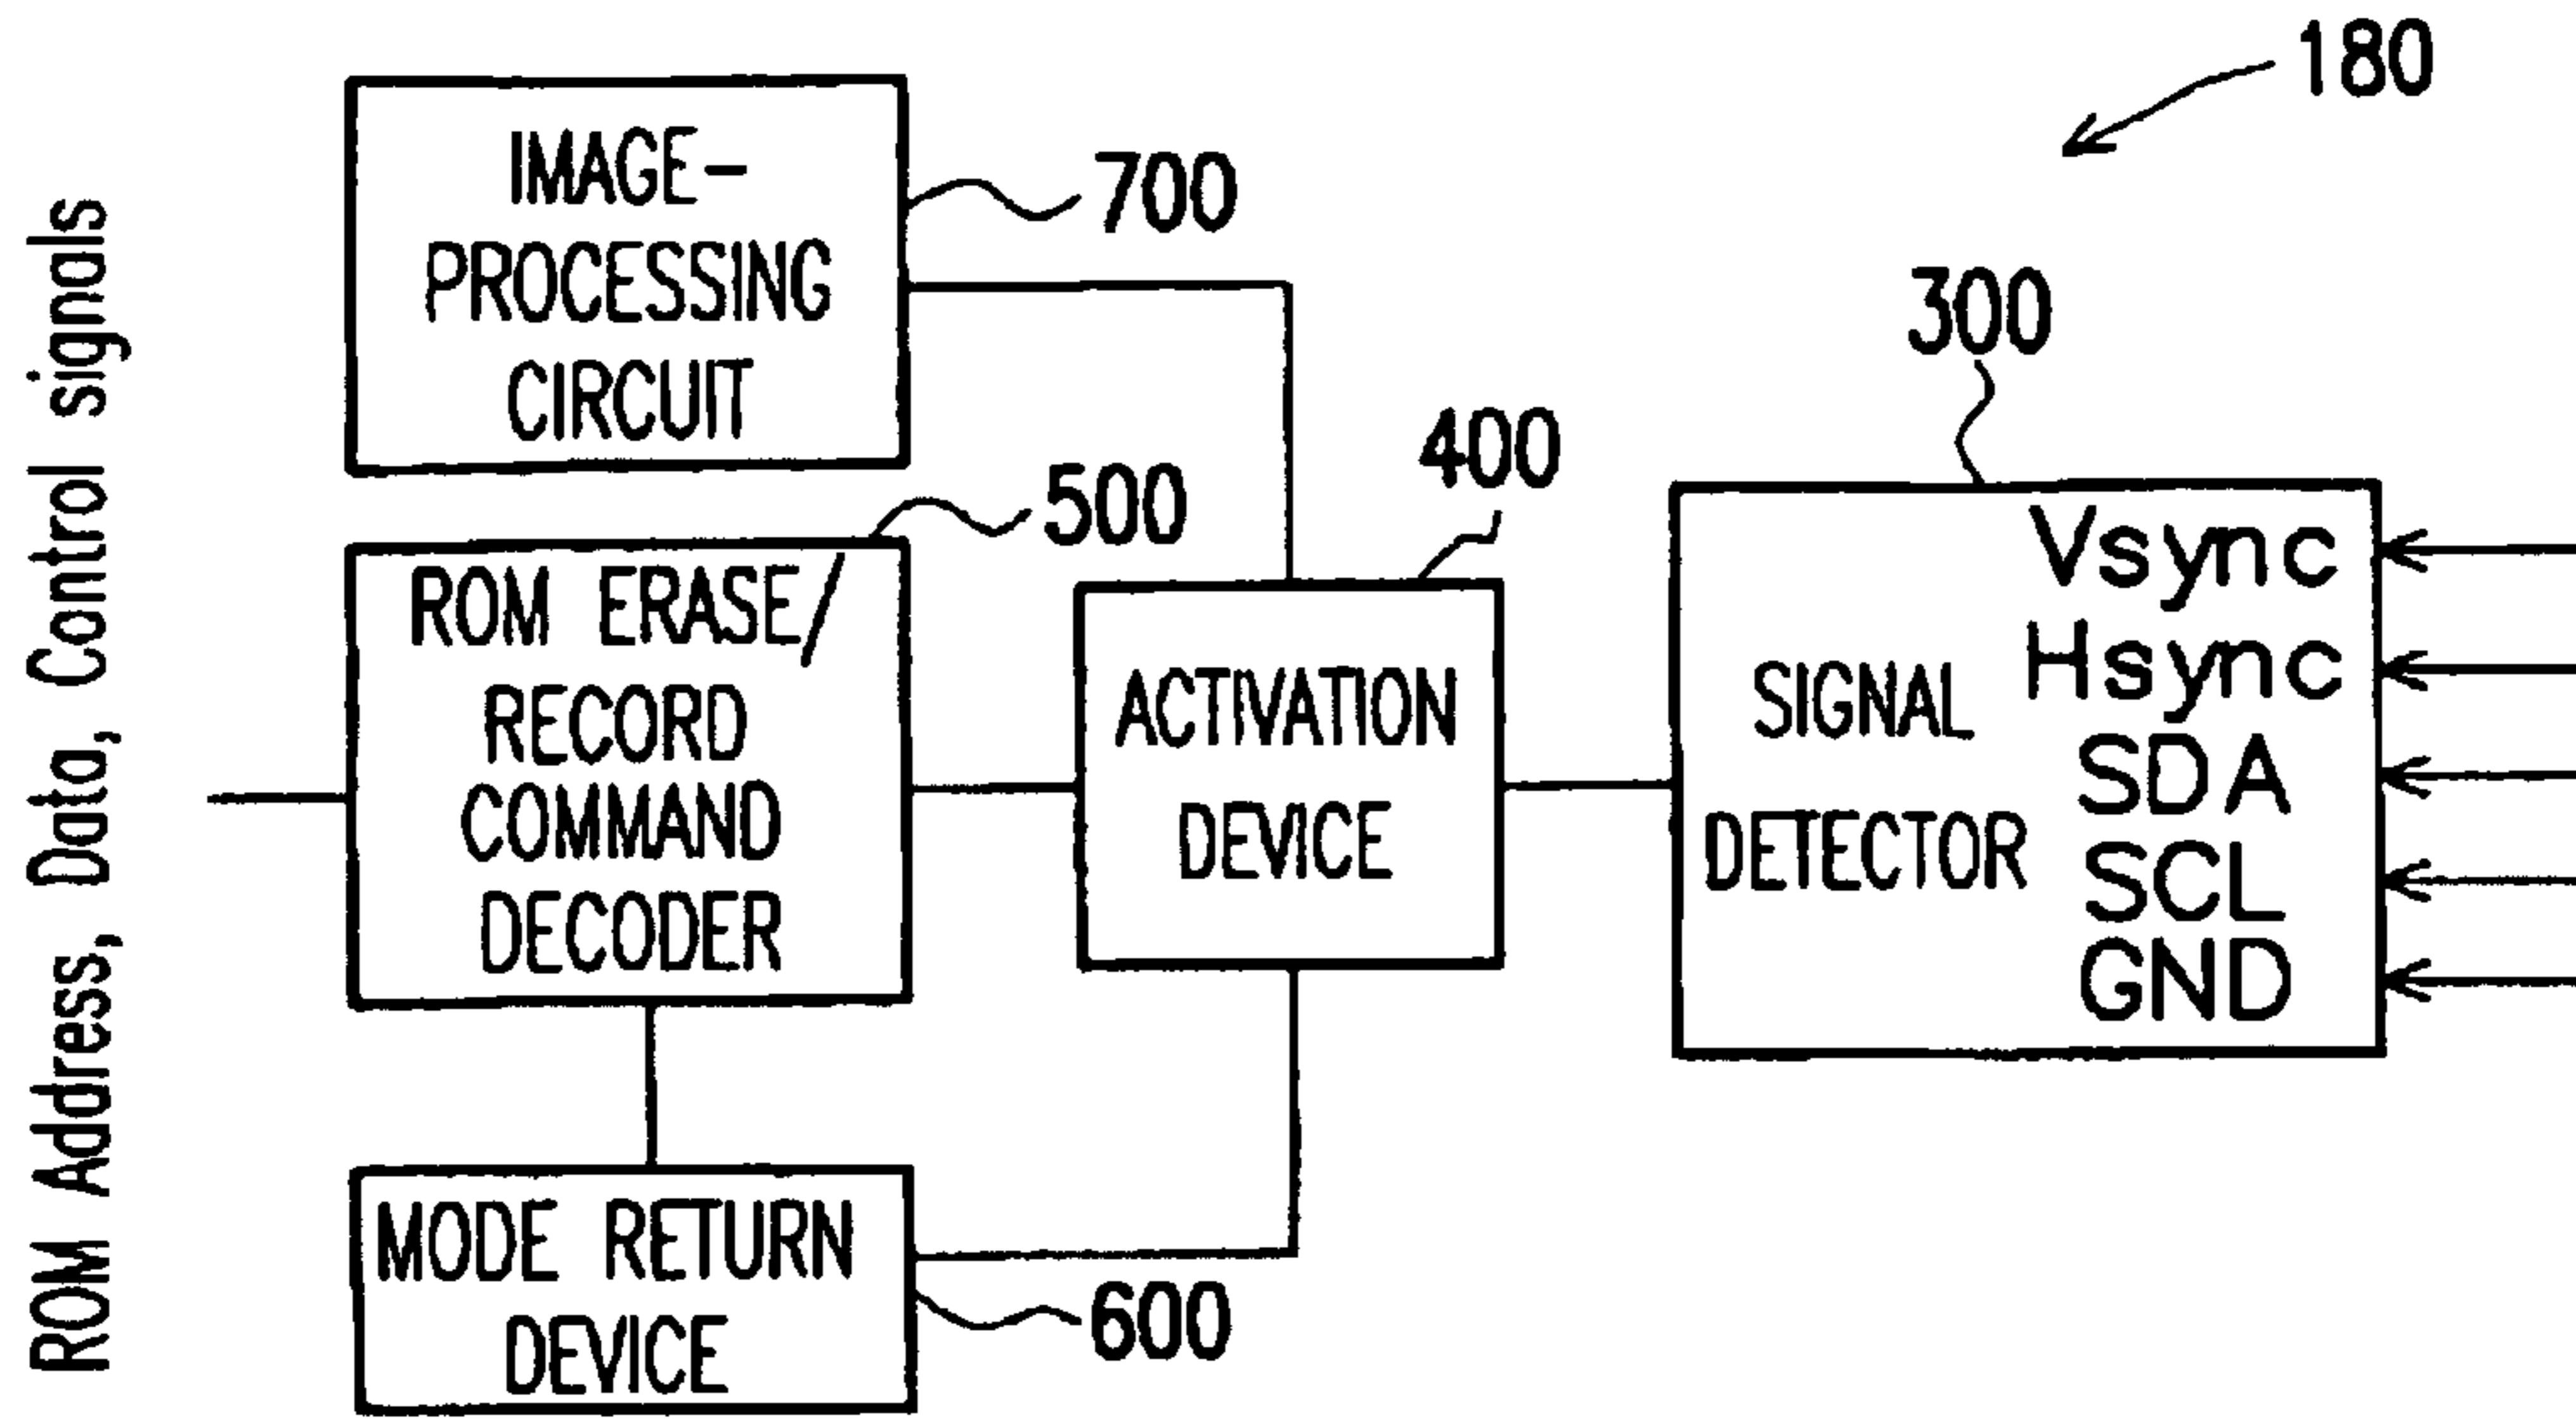 180
IMAGE-
PROCESSING
CIRCUIT
700
300
500
400
ROM ERASE/
RECORD
COMMAND
DECODER
ACTIVATION
DEVICE
SIGNAL
DETECTOR
Vsync
Hsync
SDA
SCL
GND
MODE RETURN
DEVICE
600
ROM Address, Data, Control signals